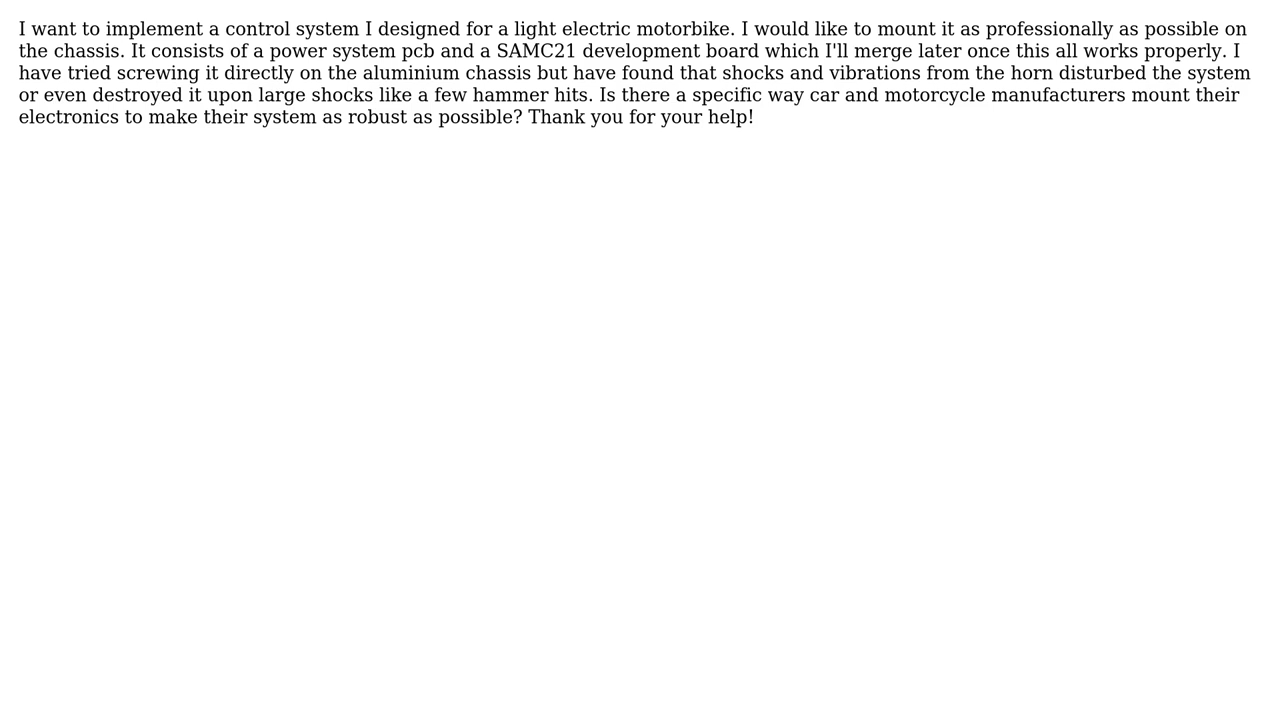 I want to implement a control system I designed for a light electric motorbike. I would like to mount it as professionally as possible on
the chassis. It consists of a power system pcb and a SAMC21 development board which I'll merge later once this all works properly. I
have tried screwing it directly on the aluminium chassis but have found that shocks and vibrations from the horn disturbed the system
or even destroyed it upon large shocks like a few hammer hits. Is there a specific way car and motorcycle manufacturers mount their
electronics to make their system as robust as possible? Thank you for your help!